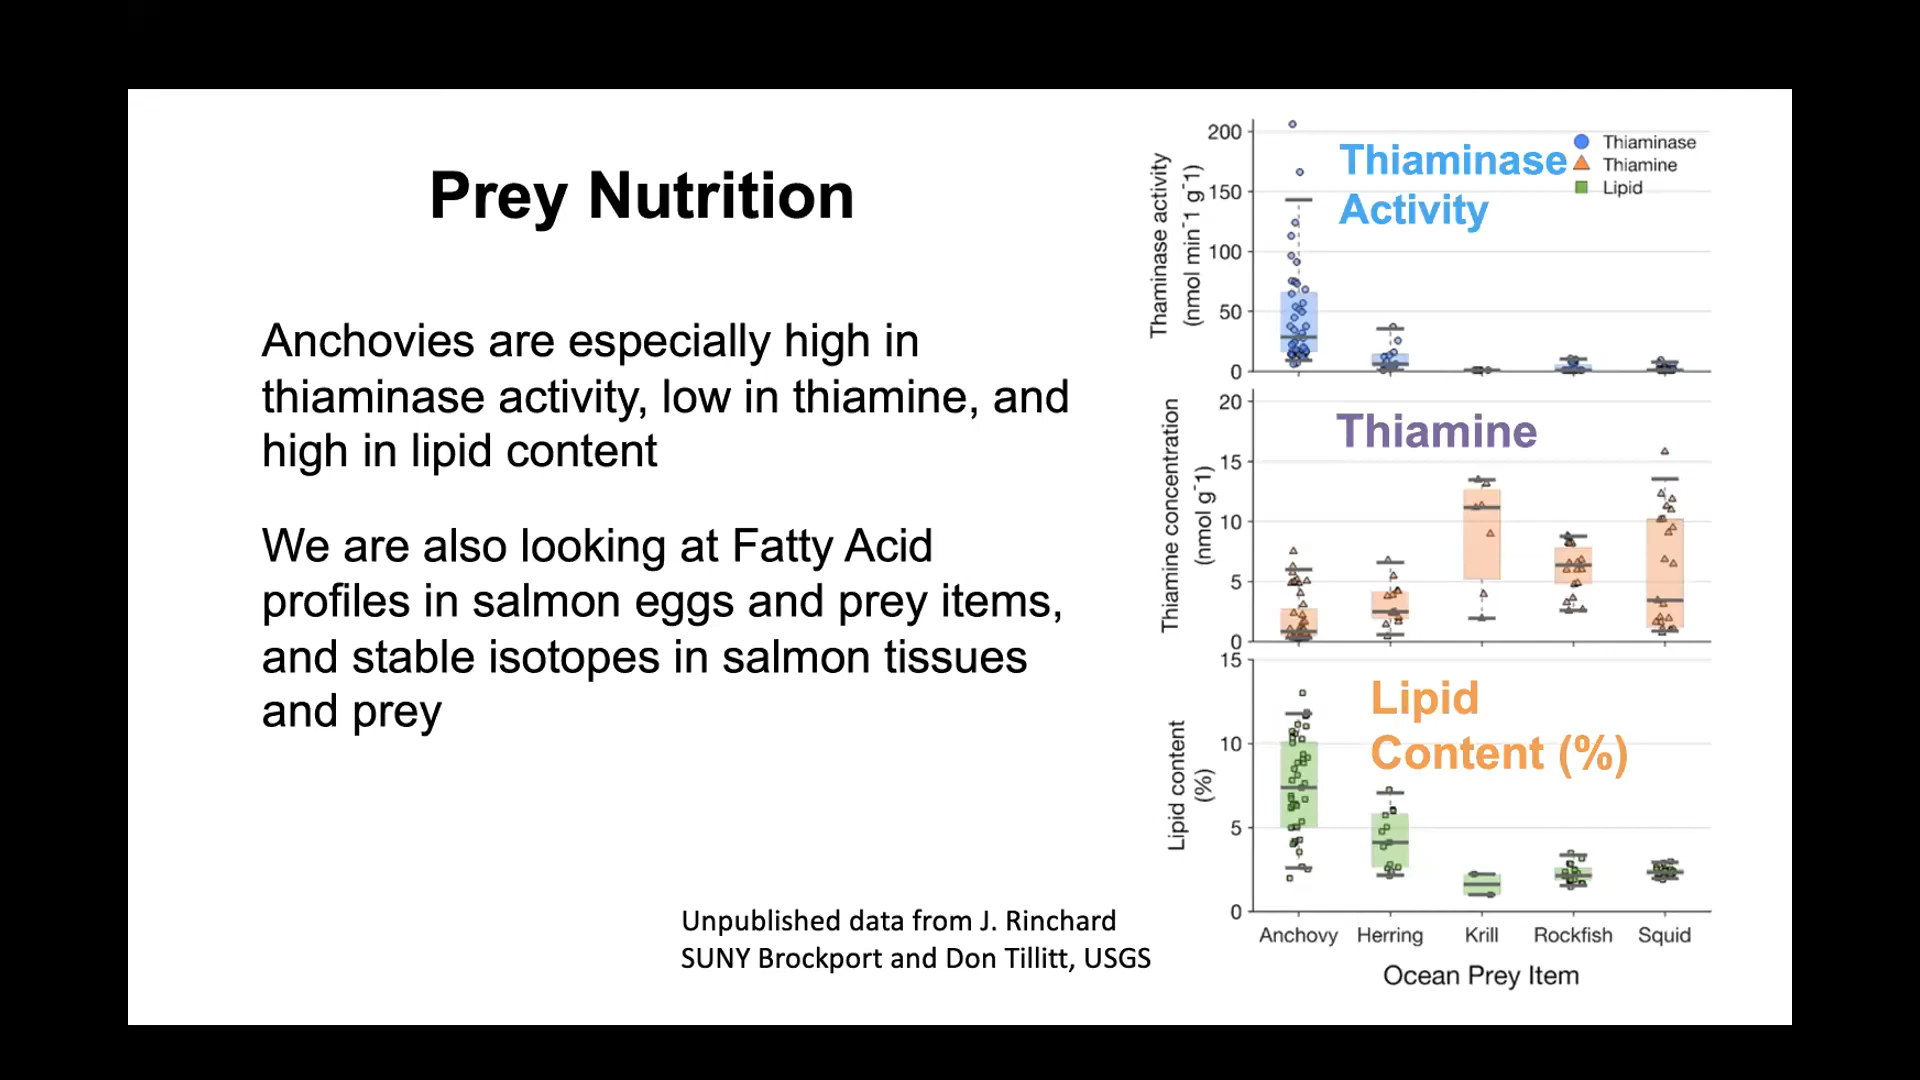 Prey Nutrition
Anchovies are especially high in
thiaminase activity, low in thiamine, and
high in lipid content
We are also looking at Fatty Acid
profiles in salmon eggs and prey items,
and stable isotopes in salmon tissues
and prey
Unpublished data from J. Rinchard
SUNY Brockport and Don Tillitt, USGS
Thiaminase
Activity
Thiaminase
Thiamine
Lipid
Thaminase activity
(nmol min⁻1 g⁻1)
200
150
100
50
0
Thiamine
Thiamine concentration
(nmol g⁻1)
20
15
10
5
0
Lipid
Content (%)
Lipid content
(%)
15
10
5
0
Anchovy Herring Krill Rockfish Squid
Ocean Prey Item